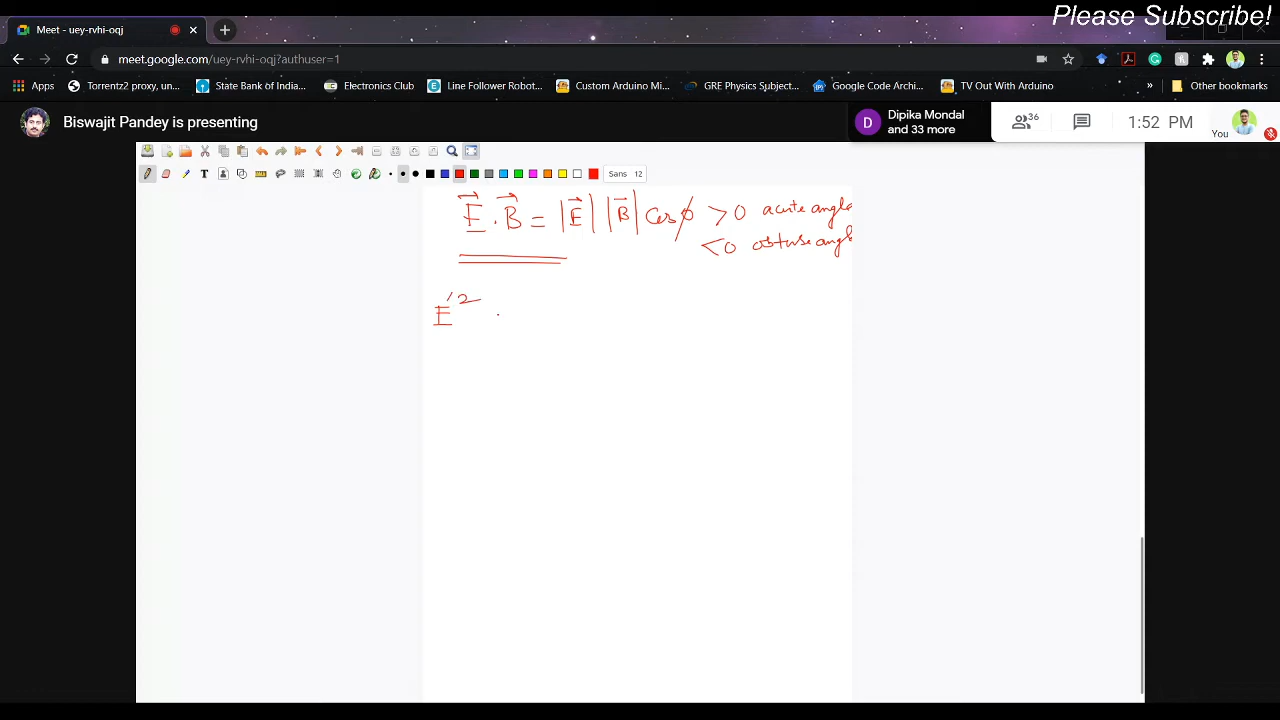 Please Subscribe!
Meet - uey-rvhi-oqj
meet.google.com/uey-rvhi-oqj?authuser=1
Apps Torrentz2 proxy, un... State Bank of India... Electronics Club Line Follower Robot... Custom Arduino Mi... GRE Physics Subject... Google Code Archi... TV Out With Arduino » Other bookmarks
Biswajit Pandey is presenting
D Dipika Mondal
and 33 more
36
1:52 PM
You
T Sans 12
E⃗ . B⃗ = |E⃗| |B⃗| cos φ > 0 acute angle
< 0 obtuse angle
E'²